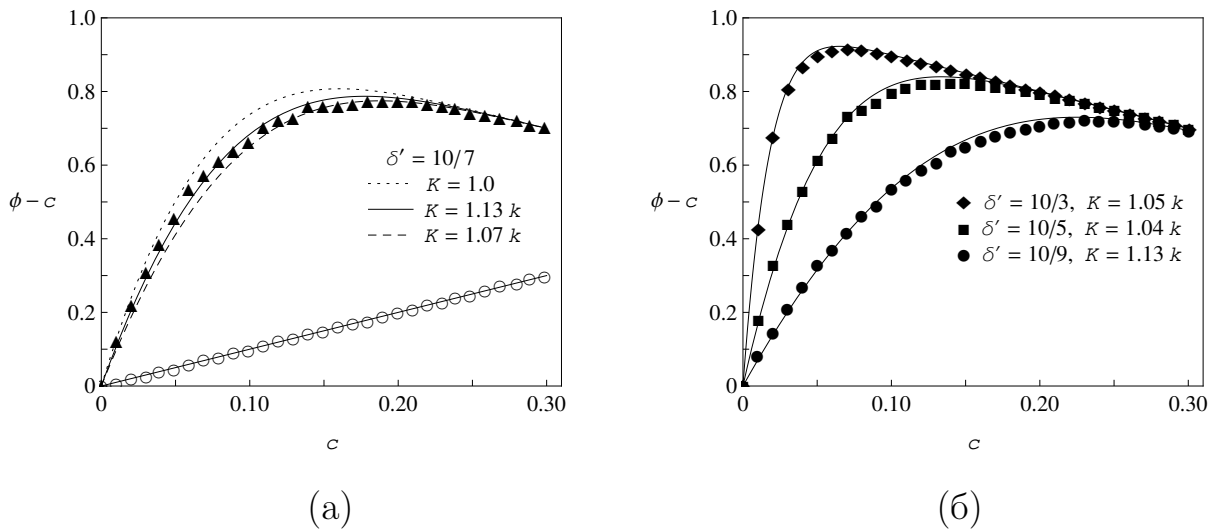 1.0
0.8
0.6
0.4
0.2
0
ϕ – c
δ′ = 10/7
K = 1.0
K = 1.13 k
K = 1.07 k
0
0.10
0.20
0.30
c
(а)
1.0
0.8
0.6
0.4
0.2
0
ϕ – c
δ′ = 10/3, K = 1.05 k
δ′ = 10/5, K = 1.04 k
δ′ = 10/9, K = 1.13 k
0
0.10
0.20
0.30
c
(б)